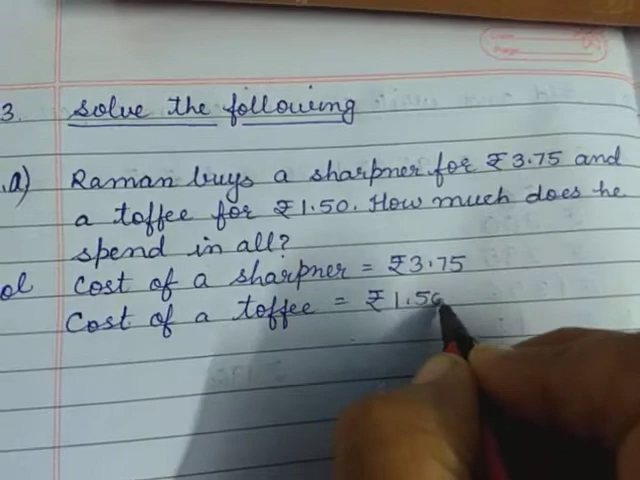 3. Solve the following
a) Raman buys a sharpner for ₹3.75 and
a toffee for ₹1.50. How much does he
spend in all?
ol Cost of a sharpner = ₹3.75
Cost of a toffee = ₹1.50